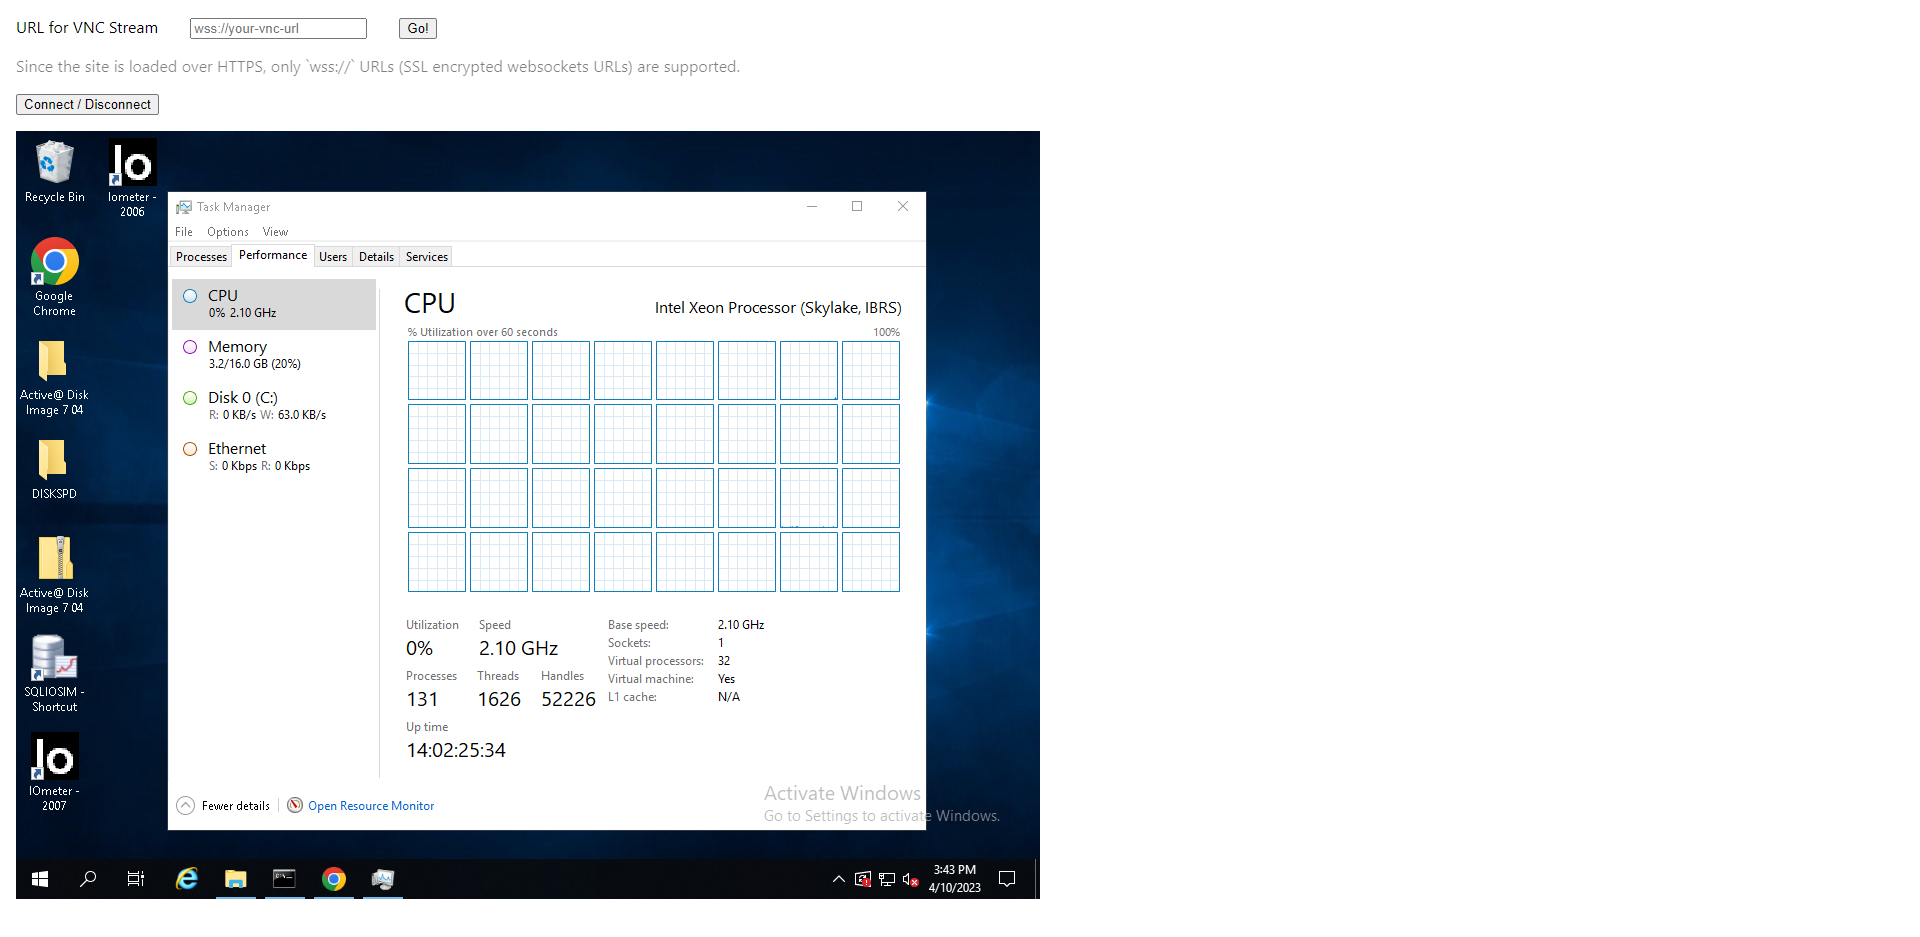 URL for VNC Stream wss://your-vnc-url Go!
Since the site is loaded over HTTPS, only `wss://` URLs (SSL encrypted websockets URLs) are supported.
Connect / Disconnect
Recycle Bin
Iometer -
2006
Google
Chrome
Active@ Disk
Image 7 04
DISKSPD
Active@ Disk
Image 7 04
SQLIOSIM -
Shortcut
IOmeter -
2007
Task Manager
File Options View
Processes Performance Users Details Services
CPU
0% 2.10 GHz
Memory
3.2/16.0 GB (20%)
Disk 0 (C:)
R: 0 KB/s W: 63.0 KB/s
Ethernet
S: 0 Kbps R: 0 Kbps
CPU Intel Xeon Processor (Skylake, IBRS)
% Utilization over 60 seconds 100%
Utilization Speed
0% 2.10 GHz
Processes Threads Handles
131 1626 52226
Up time
14:02:25:34
Base speed: 2.10 GHz
Sockets: 1
Virtual processors: 32
Virtual machine: Yes
L1 cache: N/A
Fewer details Open Resource Monitor
Activate Windows
Go to Settings to activate Windows.
3:43 PM
4/10/2023